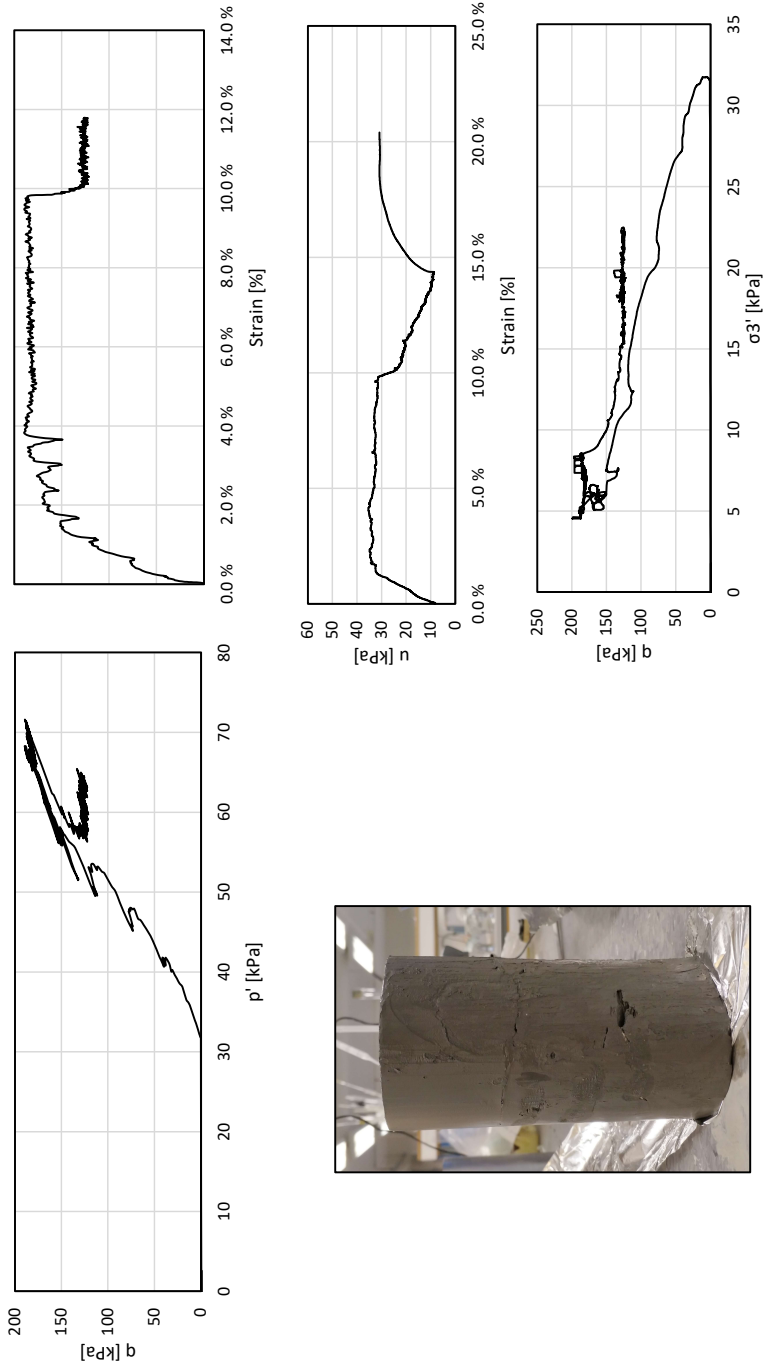 200
150
100
50
0
q [kPa]
0 10 20 30 40 50 60 70 80
p' [kPa]
0.0 % 2.0 % 4.0 % 6.0 % 8.0 % 10.0 % 12.0 % 14.0 %
Strain [%]
60
50
40
30
20
10
0
u [kPa]
0.0 % 5.0 % 10.0 % 15.0 % 20.0 % 25.0 %
Strain [%]
250
200
150
100
50
0
q [kPa]
0 5 10 15 20 25 30 35
σ3' [kPa]